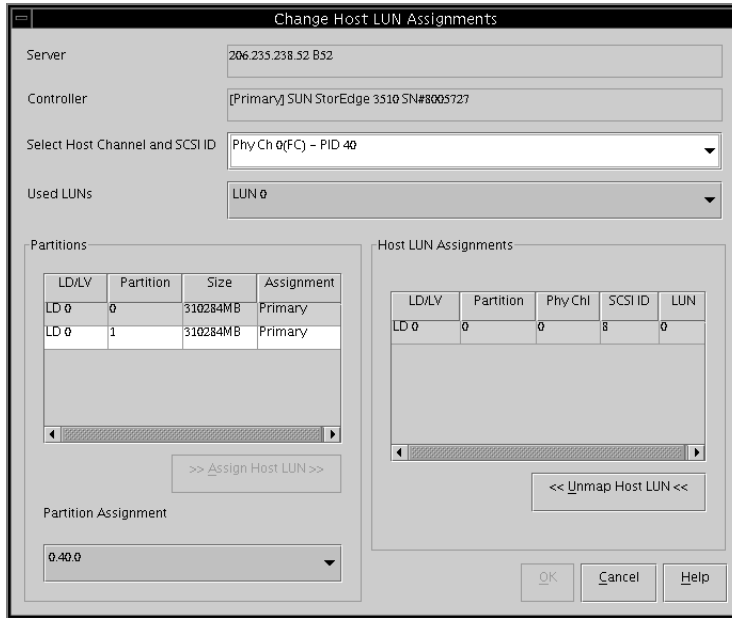 Change Host LUN Assignments
Server
206.235.238.52 B52
Controller
[Primary] SUN StorEdge 3510 SN#8005727
Select Host Channel and SCSI ID
Phy Ch 0(FC) – PID 40
Used LUNs
LUN 0
Partitions
LD/LV Partition Size Assignment
LD 0 0 310284MB Primary
LD 0 1 310284MB Primary
>> Assign Host LUN >>
Partition Assignment
0.40.0
Host LUN Assignments
LD/LV Partition Phy Chl SCSI ID LUN
LD 0 0 0 8 0
<< Unmap Host LUN <<
OK Cancel Help